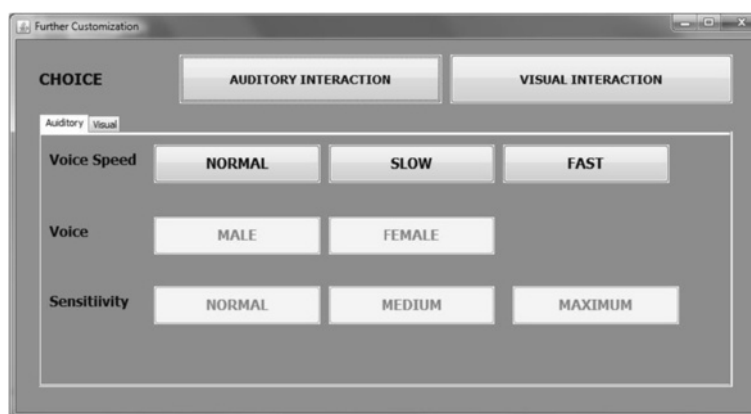 Further Customization
CHOICE AUDITORY INTERACTION VISUAL INTERACTION
Auiditory Visual
Voice Speed NORMAL SLOW FAST
Voice MALE FEMALE
Sensitiivity NORMAL MEDIUM MAXIMUM